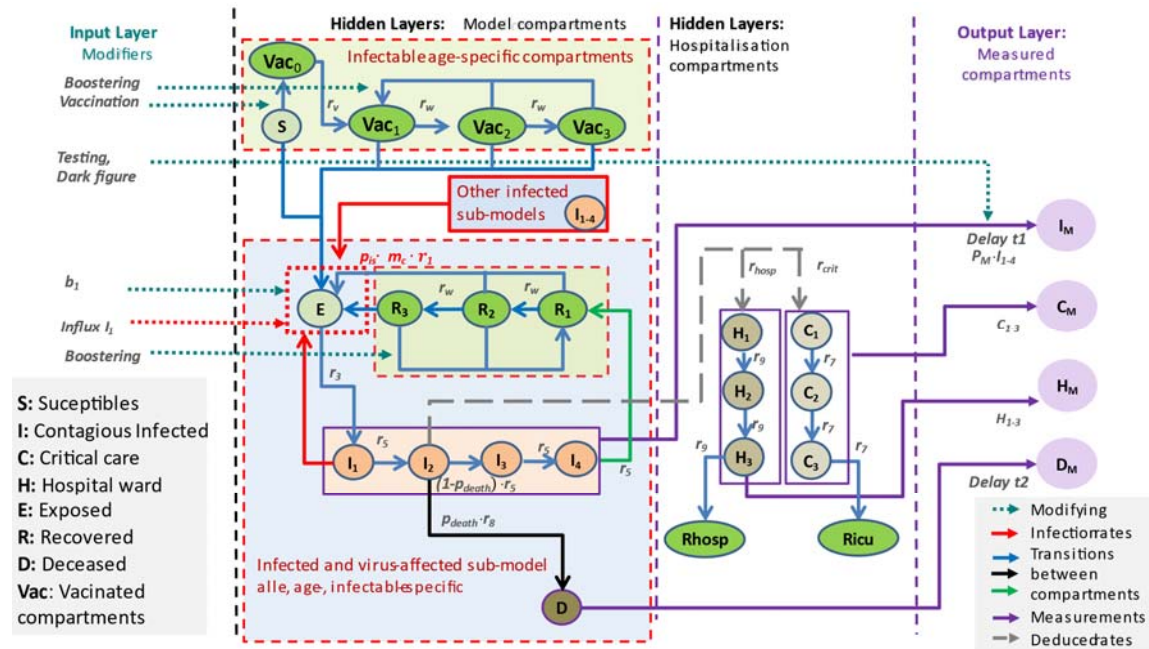 Input Layer
Modifiers
Hidden Layers: Model compartments
Hidden Layers:
Hospitalisation
compartments
Output Layer:
Measured
compartments
Infectable age-specific compartments
Vac0
Boostering
Vaccination
S
rv
Vac1
rw
Vac2
rw
Vac3
Testing,
Dark figure
Other infected
sub-models
I1-4
Delay t1
PM·I1-4
IM
pis· mc · r1
rhosp
rcrit
b1
E
R3
rw
R2
rw
R1
Influx I1
Boostering
H1
C1
r9
r7
H2
C2
r9
r7
H3
C3
r9
r7
C1-3
CM
H1-3
HM
r3
r5
I1
I2
r5
I3
r5
I4
r5
(1-pdeath) ·r5
pdeath·r8
Delay t2
DM
Rhosp
Ricu
Infected and virus-affected sub-model
alle, age-, infectable-specific
D
S: Suceptibles
I: Contagious Infected
C: Critical care
H: Hospital ward
E: Exposed
R: Recovered
D: Deceased
Vac: Vacinated
compartments
Modifying
Infectionrates
Transitions
between
compartments
Measurements
Deducedrates